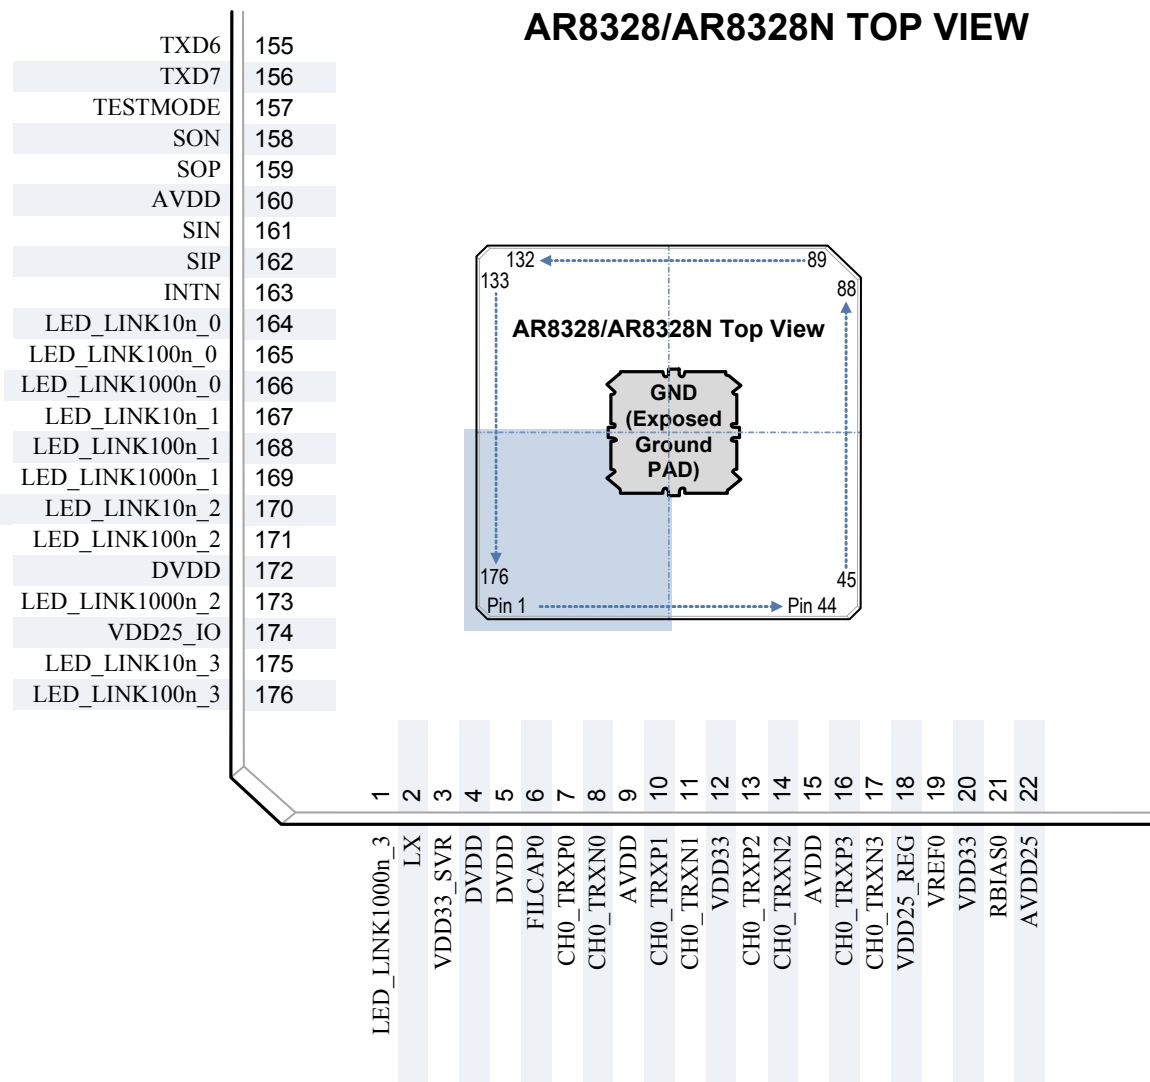 AR8328/AR8328N TOP VIEW
TXD6 155
TXD7 156
TESTMODE 157
SON 158
SOP 159
AVDD 160
SIN 161
SIP 162
INTN 163
LED_LINK10n_0 164
LED_LINK100n_0 165
LED_LINK1000n_0 166
LED_LINK10n_1 167
LED_LINK100n_1 168
LED_LINK1000n_1 169
LED_LINK10n_2 170
LED_LINK100n_2 171
DVDD 172
LED_LINK1000n_2 173
VDD25_IO 174
LED_LINK10n_3 175
LED_LINK100n_3 176
132 89
133 88
AR8328/AR8328N Top View
GND
(Exposed
Ground
PAD)
176 45
Pin 1 Pin 44
1 LED_LINK1000n_3
2 LX
3 VDD33_SVR
4 DVDD
5 DVDD
6 FILCAP0
7 CH0_TRXP0
8 CH0_TRXN0
9 AVDD
10 CH0_TRXP1
11 CH0_TRXN1
12 VDD33
13 CH0_TRXP2
14 CH0_TRXN2
15 AVDD
16 CH0_TRXP3
17 CH0_TRXN3
18 VDD25_REG
19 VREF0
20 VDD33
21 RBIAS0
22 AVDD25